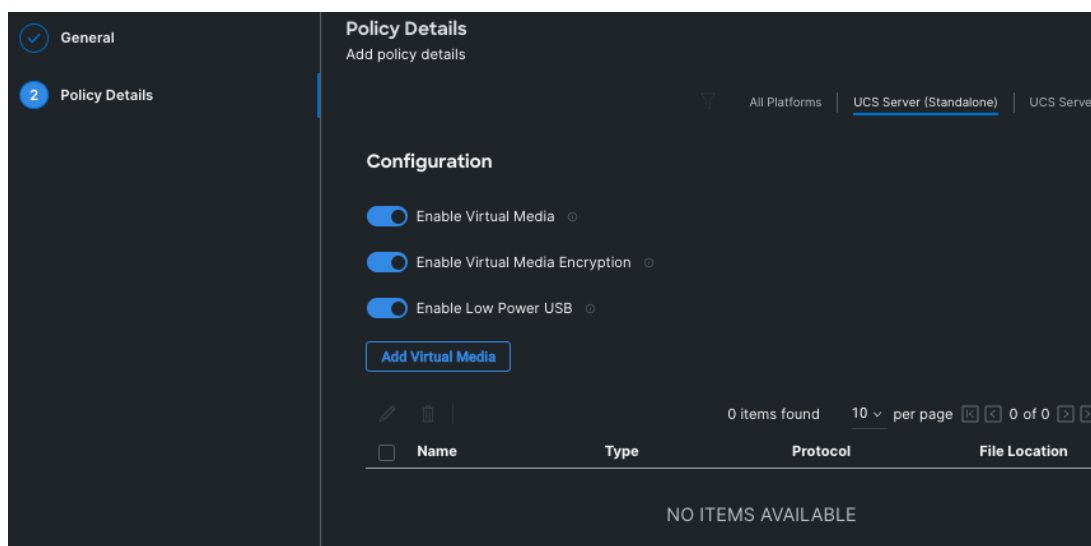 General
2 Policy Details
Policy Details
Add policy details
All Platforms UCS Server (Standalone) UCS Serve
Configuration
Enable Virtual Media
Enable Virtual Media Encryption
Enable Low Power USB
Add Virtual Media
0 items found 10 per page 0 of 0
Name Type Protocol File Location
NO ITEMS AVAILABLE